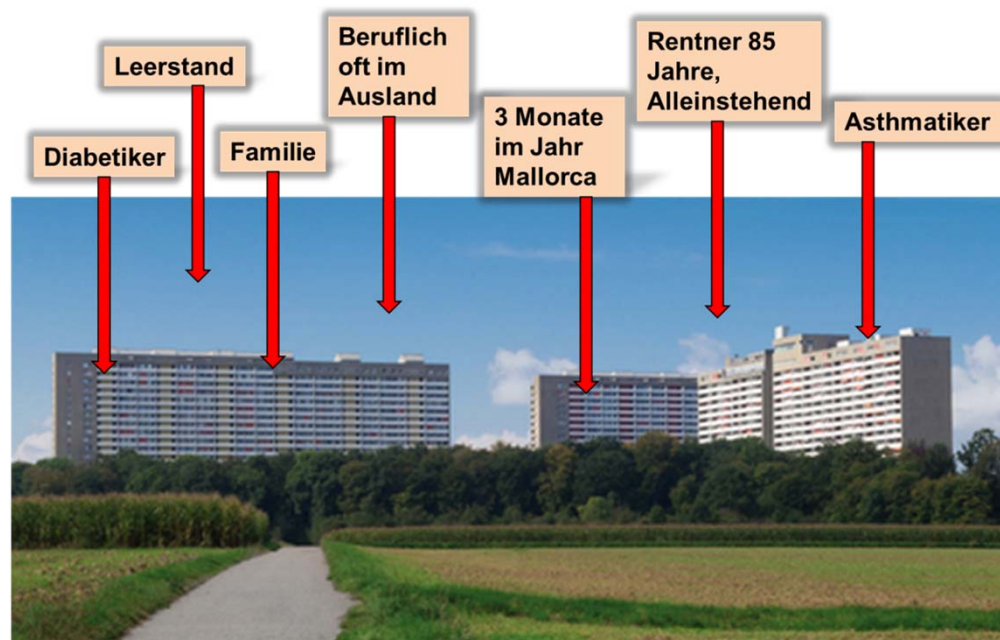 Leerstand
Beruflich
oft im
Ausland
Rentner 85
Jahre,
Alleinstehend
Diabetiker
Familie
3 Monate
im Jahr
Mallorca
Asthmatiker